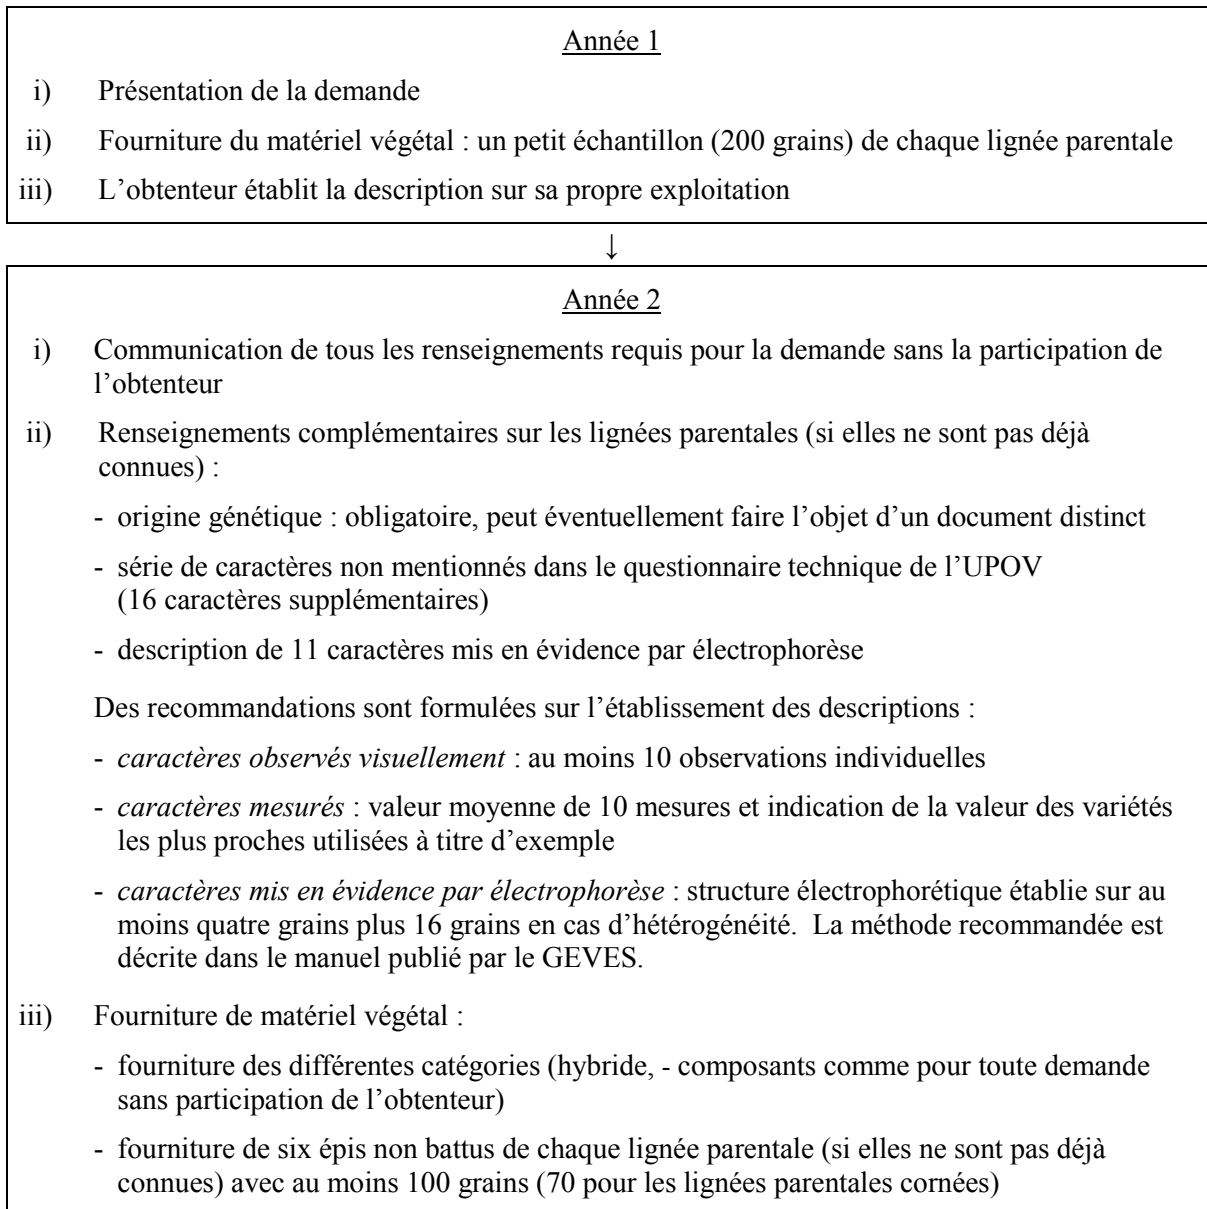 Année 1
i) Présentation de la demande
ii) Fourniture du matériel végétal : un petit échantillon (200 grains) de chaque lignée parentale
iii) L’obtenteur établit la description sur sa propre exploitation
↓
Année 2
i) Communication de tous les renseignements requis pour la demande sans la participation de
l’obtenteur
ii) Renseignements complémentaires sur les lignées parentales (si elles ne sont pas déjà
connues) :
- origine génétique : obligatoire, peut éventuellement faire l’objet d’un document distinct
- série de caractères non mentionnés dans le questionnaire technique de l’UPOV
(16 caractères supplémentaires)
- description de 11 caractères mis en évidence par électrophorèse
Des recommandations sont formulées sur l’établissement des descriptions :
- caractères observés visuellement : au moins 10 observations individuelles
- caractères mesurés : valeur moyenne de 10 mesures et indication de la valeur des variétés
les plus proches utilisées à titre d’exemple
- caractères mis en évidence par électrophorèse : structure électrophorétique établie sur au
moins quatre grains plus 16 grains en cas d’hétérogénéité. La méthode recommandée est
décrite dans le manuel publié par le GEVES.
iii) Fourniture de matériel végétal :
- fourniture des différentes catégories (hybride, - composants comme pour toute demande
sans participation de l’obtenteur)
- fourniture de six épis non battus de chaque lignée parentale (si elles ne sont pas déjà
connues) avec au moins 100 grains (70 pour les lignées parentales cornées)